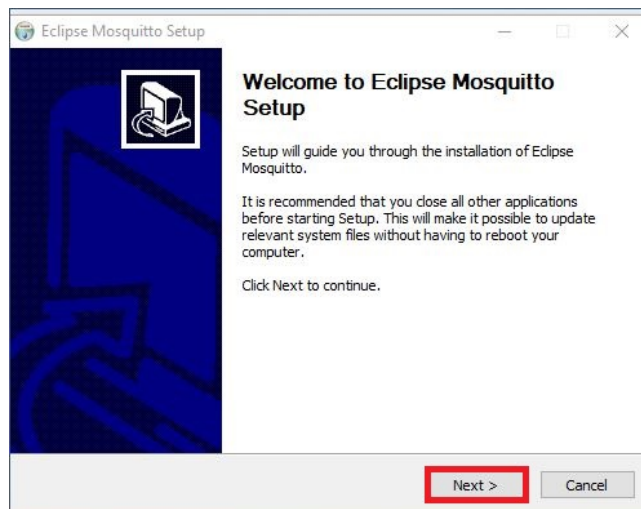 Eclipse Mosquitto Setup
Welcome to Eclipse Mosquitto
Setup
Setup will guide you through the installation of Eclipse
Mosquitto.
It is recommended that you close all other applications
before starting Setup. This will make it possible to update
relevant system files without having to reboot your
computer.
Click Next to continue.
Next >
Cancel